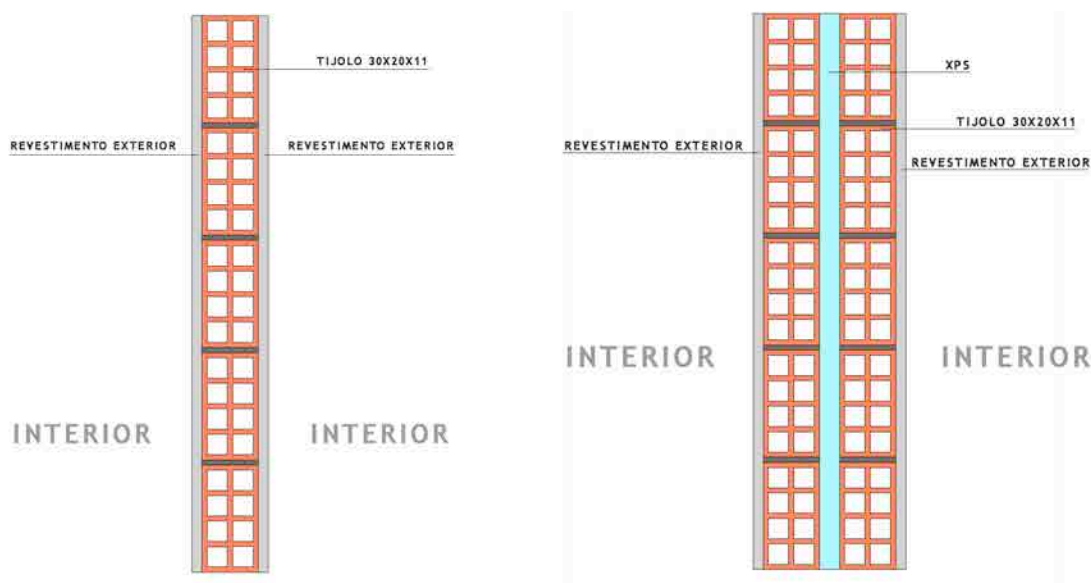 TIJOLO 30X20X11
REVESTIMENTO EXTERIOR
REVESTIMENTO EXTERIOR
INTERIOR
INTERIOR
XPS
TIJOLO 30X20X11
REVESTIMENTO EXTERIOR
REVESTIMENTO EXTERIOR
INTERIOR
INTERIOR